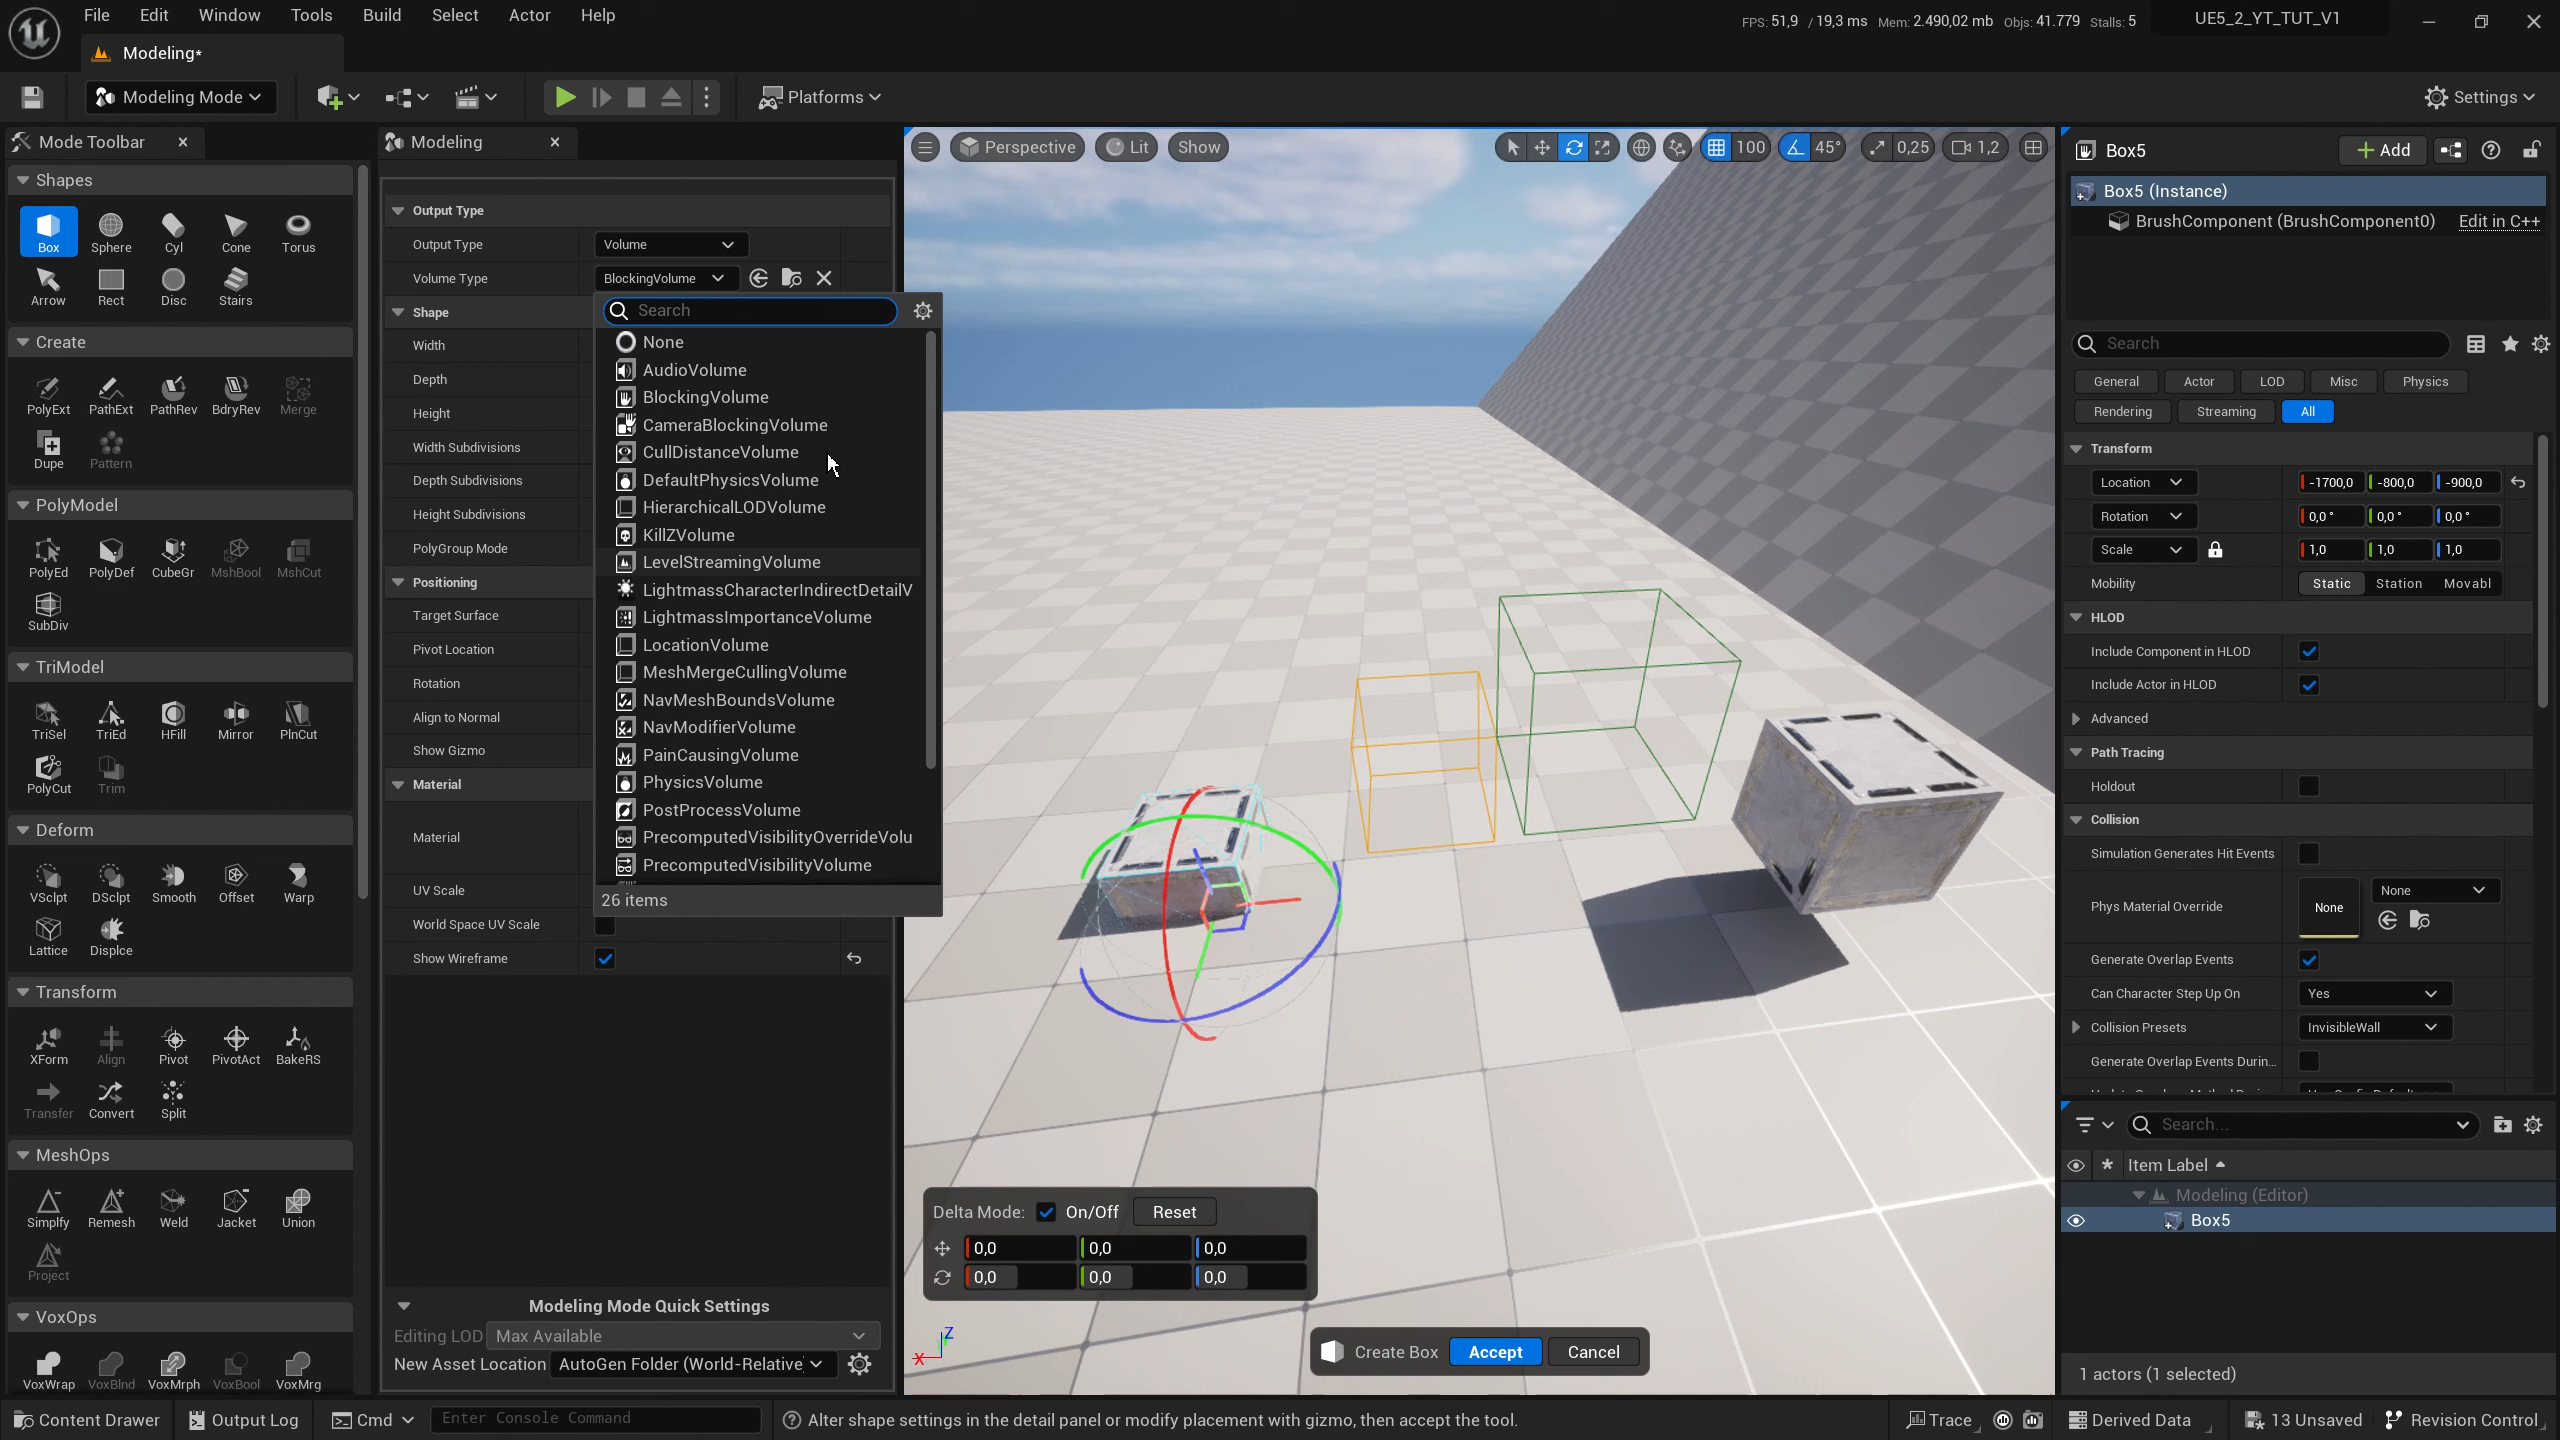 File Edit Window Tools Build Select Actor Help
FPS: 51,9 / 19,3 ms Mem: 2.490,02 mb Objs: 41.779 Stalls: 5
UE5_2_YT_TUT_V1
Modeling*
Modeling Mode
Platforms
Settings
Mode Toolbar
Shapes
Box Sphere Cyl Cone Torus
Arrow Rect Disc Stairs
Create
PolyExt PathExt PathRev BdryRev Merge
Dupe Pattern
PolyModel
PolyEd PolyDef CubeGr MshBool MshCut
SubDiv
TriModel
TriSel TriEd HFill Mirror PlnCut
PolyCut Trim
Deform
VSclpt DSclpt Smooth Offset Warp
Lattice Displce
Transform
XForm Align Pivot PivotAct BakeRS
Transfer Convert Split
MeshOps
Simplfy Remesh Weld Jacket Union
Project
VoxOps
VoxWrap VoxBlnd VoxMrph VoxBool VoxMrg
Modeling
Output Type
Output Type Volume
Volume Type BlockingVolume
Shape
Width
Depth
Height
Width Subdivisions
Depth Subdivisions
Height Subdivisions
PolyGroup Mode
Positioning
Target Surface
Pivot Location
Rotation
Align to Normal
Show Gizmo
Material
Material
UV Scale
World Space UV Scale
Show Wireframe
Search
None
AudioVolume
BlockingVolume
CameraBlockingVolume
CullDistanceVolume
DefaultPhysicsVolume
HierarchicalLODVolume
KillZVolume
LevelStreamingVolume
LightmassCharacterIndirectDetailV
LightmassImportanceVolume
LocationVolume
MeshMergeCullingVolume
NavMeshBoundsVolume
NavModifierVolume
PainCausingVolume
PhysicsVolume
PostProcessVolume
PrecomputedVisibilityOverrideVolu
PrecomputedVisibilityVolume
26 items
Modeling Mode Quick Settings
Editing LOD Max Available
New Asset Location AutoGen Folder (World-Relative)
Perspective Lit Show
100 45° 0,25 1,2
Delta Mode: On/Off Reset
0,0 0,0 0,0
0,0 0,0 0,0
Z
X
Create Box Accept Cancel
Box5
Add
Box5 (Instance)
BrushComponent (BrushComponent0) Edit in C++
Search
General Actor LOD Misc Physics
Rendering Streaming All
Transform
Location -1700,0 -800,0 -900,0
Rotation 0,0 ° 0,0 ° 0,0 °
Scale 1,0 1,0 1,0
Mobility Static Station Movabl
HLOD
Include Component in HLOD
Include Actor in HLOD
Advanced
Path Tracing
Holdout
Collision
Simulation Generates Hit Events
Phys Material Override None None
Generate Overlap Events
Can Character Step Up On Yes
Collision Presets InvisibleWall
Generate Overlap Events Durin...
Search...
Item Label
Modeling (Editor)
Box5
1 actors (1 selected)
Content Drawer Output Log Cmd Enter Console Command
Alter shape settings in the detail panel or modify placement with gizmo, then accept the tool.
Trace Derived Data 13 Unsaved Revision Control